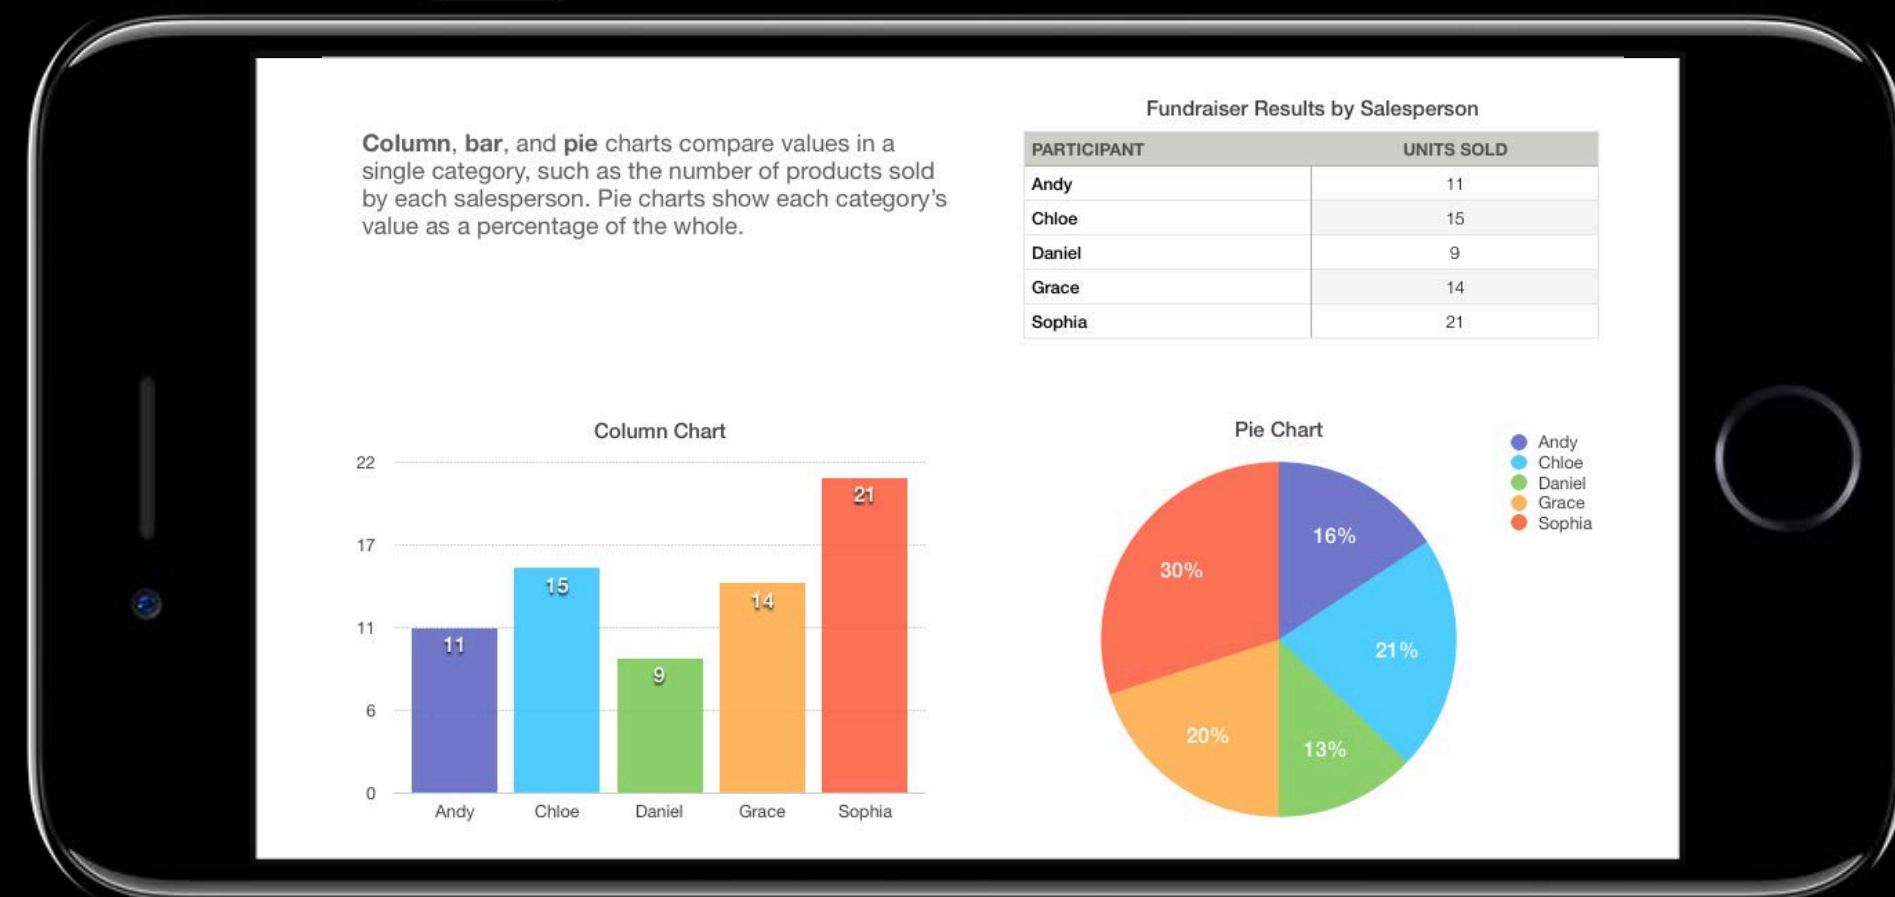 Column, bar, and pie charts compare values in a
single category, such as the number of products sold
by each salesperson. Pie charts show each category’s
value as a percentage of the whole.
Fundraiser Results by Salesperson
PARTICIPANT UNITS SOLD
Andy 11
Chloe 15
Daniel 9
Grace 14
Sophia 21
Column Chart
22
17
11
6
0
11
15
9
14
21
Andy Chloe Daniel Grace Sophia
Pie Chart
16%
21%
13%
20%
30%
Andy
Chloe
Daniel
Grace
Sophia